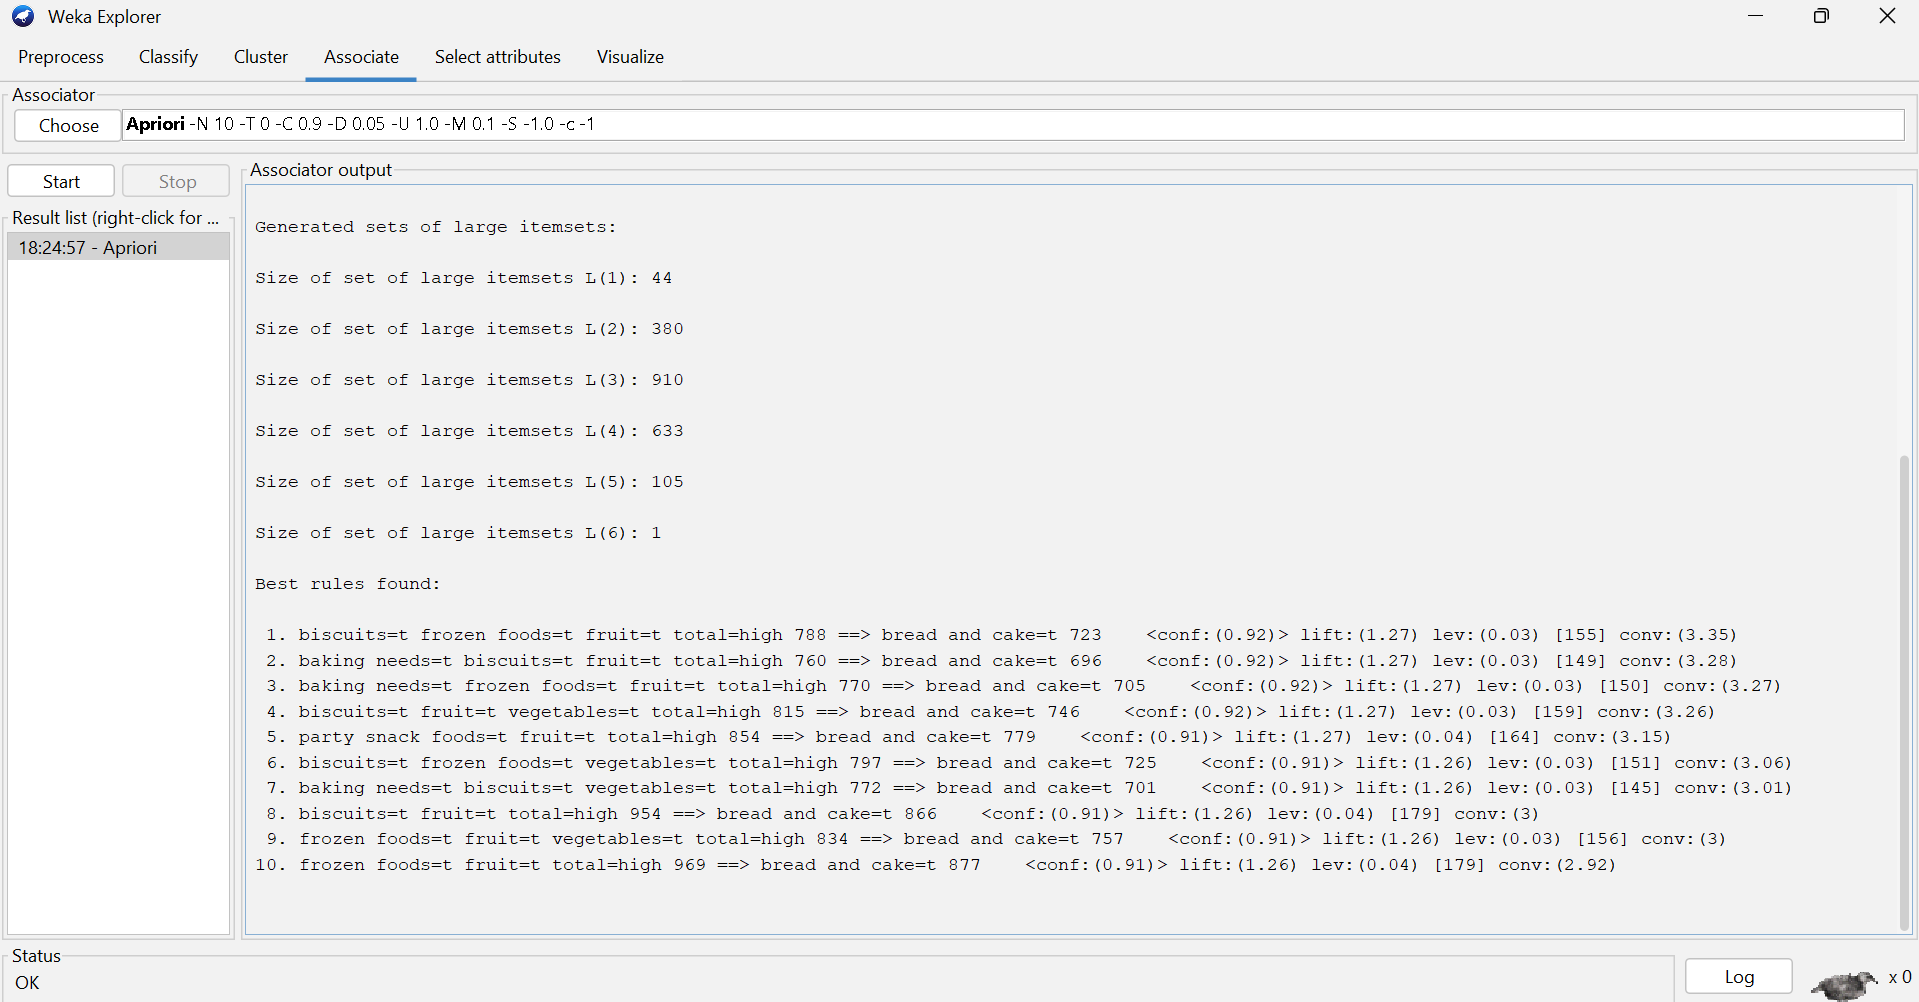 Weka Explorer
Preprocess Classify Cluster Associate Select attributes Visualize
Associator
Choose Apriori -N 10 -T 0 -C 0.9 -D 0.05 -U 1.0 -M 0.1 -S -1.0 -c -1
Start Stop
Result list (right-click for ...
18:24:57 - Apriori
Associator output
Generated sets of large itemsets:
Size of set of large itemsets L(1): 44
Size of set of large itemsets L(2): 380
Size of set of large itemsets L(3): 910
Size of set of large itemsets L(4): 633
Size of set of large itemsets L(5): 105
Size of set of large itemsets L(6): 1
Best rules found:
1. biscuits=t frozen foods=t fruit=t total=high 788 ==> bread and cake=t 723    <conf:(0.92)> lift:(1.27) lev:(0.03) [155] conv:(3.35)
2. baking needs=t biscuits=t fruit=t total=high 760 ==> bread and cake=t 696    <conf:(0.92)> lift:(1.27) lev:(0.03) [149] conv:(3.28)
3. baking needs=t frozen foods=t fruit=t total=high 770 ==> bread and cake=t 705    <conf:(0.92)> lift:(1.27) lev:(0.03) [150] conv:(3.27)
4. biscuits=t fruit=t vegetables=t total=high 815 ==> bread and cake=t 746    <conf:(0.92)> lift:(1.27) lev:(0.03) [159] conv:(3.26)
5. party snack foods=t fruit=t total=high 854 ==> bread and cake=t 779    <conf:(0.91)> lift:(1.27) lev:(0.04) [164] conv:(3.15)
6. biscuits=t frozen foods=t vegetables=t total=high 797 ==> bread and cake=t 725    <conf:(0.91)> lift:(1.26) lev:(0.03) [151] conv:(3.06)
7. baking needs=t biscuits=t vegetables=t total=high 772 ==> bread and cake=t 701    <conf:(0.91)> lift:(1.26) lev:(0.03) [145] conv:(3.01)
8. biscuits=t fruit=t total=high 954 ==> bread and cake=t 866    <conf:(0.91)> lift:(1.26) lev:(0.04) [179] conv:(3)
9. frozen foods=t fruit=t vegetables=t total=high 834 ==> bread and cake=t 757    <conf:(0.91)> lift:(1.26) lev:(0.03) [156] conv:(3)
10. frozen foods=t fruit=t total=high 969 ==> bread and cake=t 877    <conf:(0.91)> lift:(1.26) lev:(0.04) [179] conv:(2.92)
Status
OK
Log x 0